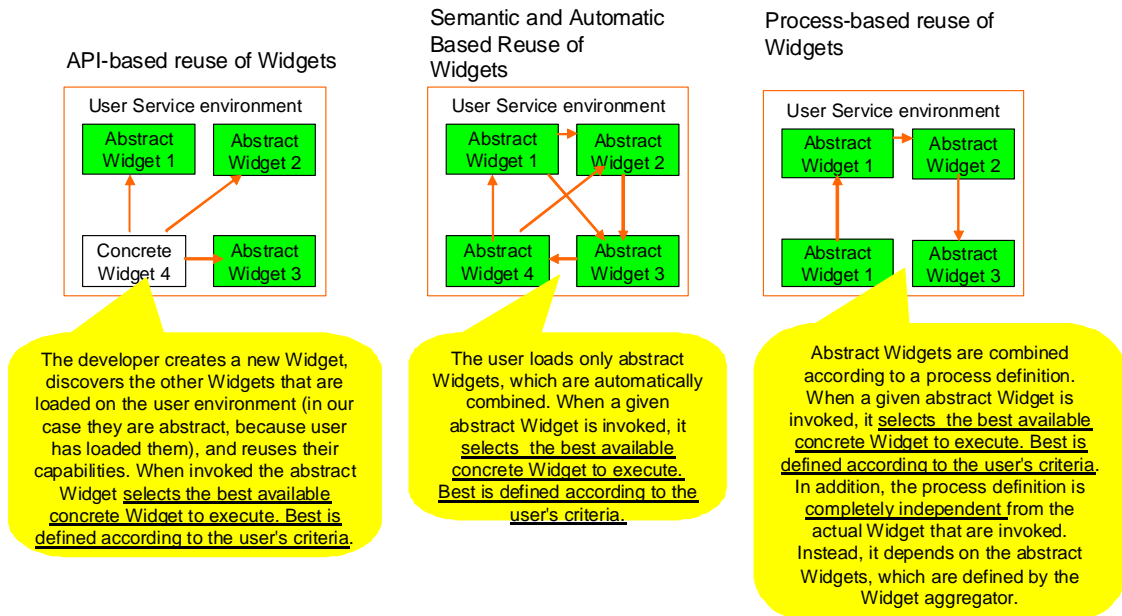 API-based reuse of Widgets
User Service environment
Abstract
Widget 1
Abstract
Widget 2
Concrete
Widget 4
Abstract
Widget 3
The developer creates a new Widget,
discovers the other Widgets that are
loaded on the user environment (in our
case they are abstract, because user
has loaded them), and reuses their
capabilities. When invoked the abstract
Widget selects the best available
concrete Widget to execute. Best is
defined according to the user's criteria.
Semantic and Automatic
Based Reuse of
Widgets
User Service environment
Abstract
Widget 1
Abstract
Widget 2
Abstract
Widget 4
Abstract
Widget 3
The user loads only abstract
Widgets, which are automatically
combined. When a given
abstract Widget is invoked, it
selects the best available
concrete Widget to execute.
Best is defined according to the
user's criteria.
Process-based reuse of
Widgets
User Service environment
Abstract
Widget 1
Abstract
Widget 2
Abstract
Widget 1
Abstract
Widget 3
Abstract Widgets are combined
according to a process definition.
When a given abstract Widget is
invoked, it selects the best available
concrete Widget to execute. Best is
defined according to the user's criteria.
In addition, the process definition is
completely independent from the
actual Widget that are invoked.
Instead, it depends on the abstract
Widgets, which are defined by the
Widget aggregator.